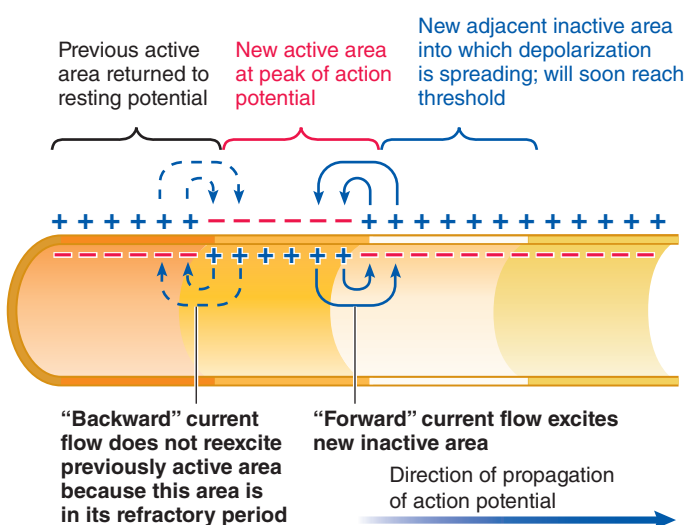 Previous active
area returned to
resting potential
New active area
at peak of action
potential
New adjacent inactive area
into which depolarization
is spreading; will soon reach
threshold
+ + + + + + – – – – – – + + + + + + + + + + + +
– – – – – – + + + + + + – – – – – – – – – – – –
“Backward” current
flow does not reexcite
previously active area
because this area is
in its refractory period
“Forward” current flow excites
new inactive area
Direction of propagation
of action potential